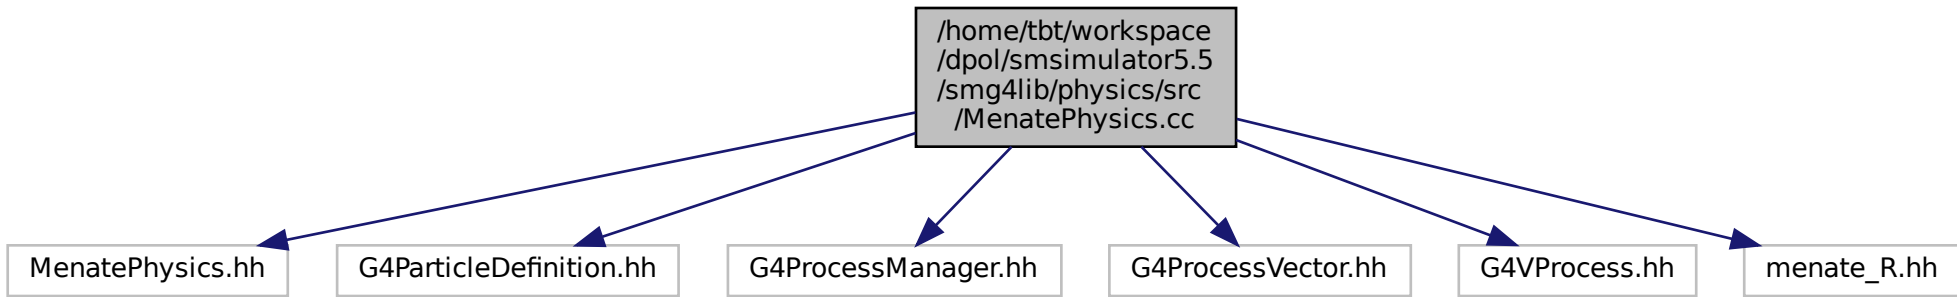 /home/tbt/workspace
/dpol/smsimulator5.5
/smg4lib/physics/src
/MenatePhysics.cc
MenatePhysics.hh
G4ParticleDefinition.hh
G4ProcessManager.hh
G4ProcessVector.hh
G4VProcess.hh
menate_R.hh